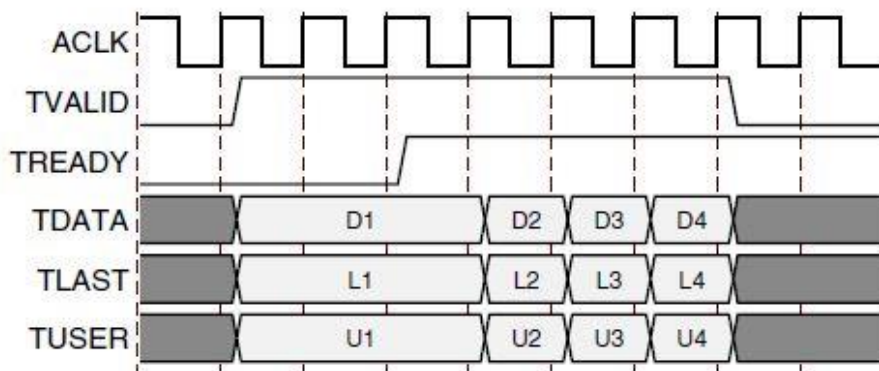 ACLK
TVALID
TREADY
TDATA D1 D2 D3 D4
TLAST L1 L2 L3 L4
TUSER U1 U2 U3 U4